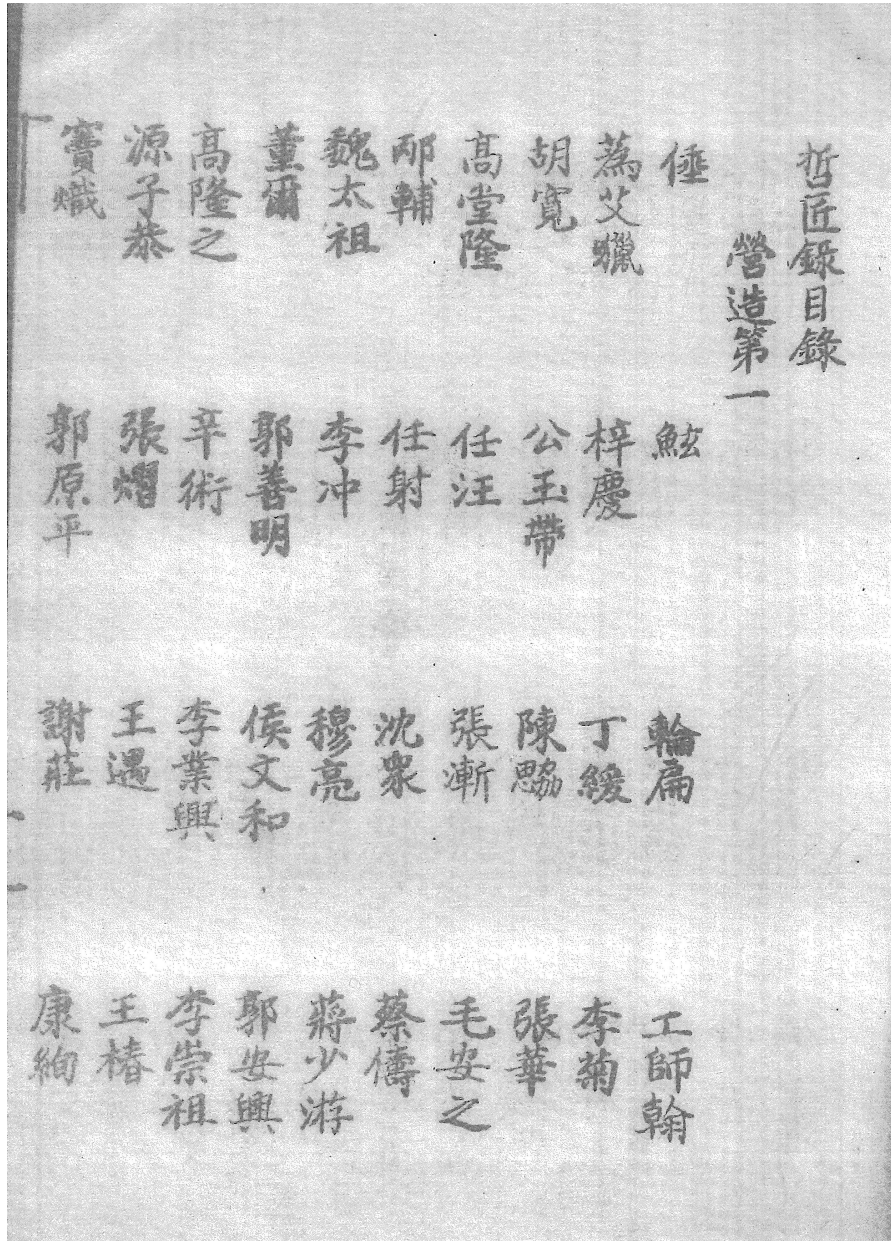 哲匠錄目錄
營造第一
倕 鮌 輪扁 工師翰
蔿艾獵 梓慶 丁緩 李菊
胡寬 公玉帶 陳勰 張華
高堂隆 任汪 張漸 毛安之
邴輔 任射 沈眾 蔡儔
魏太祖 李冲 穆亮 蔣少游
董爾 郭善明 侯文和 郭安興
高隆之 辛術 李業興 李崇祖
源子恭 張熠 王遇 王椿
竇熾 郭原平 謝莊 康絢